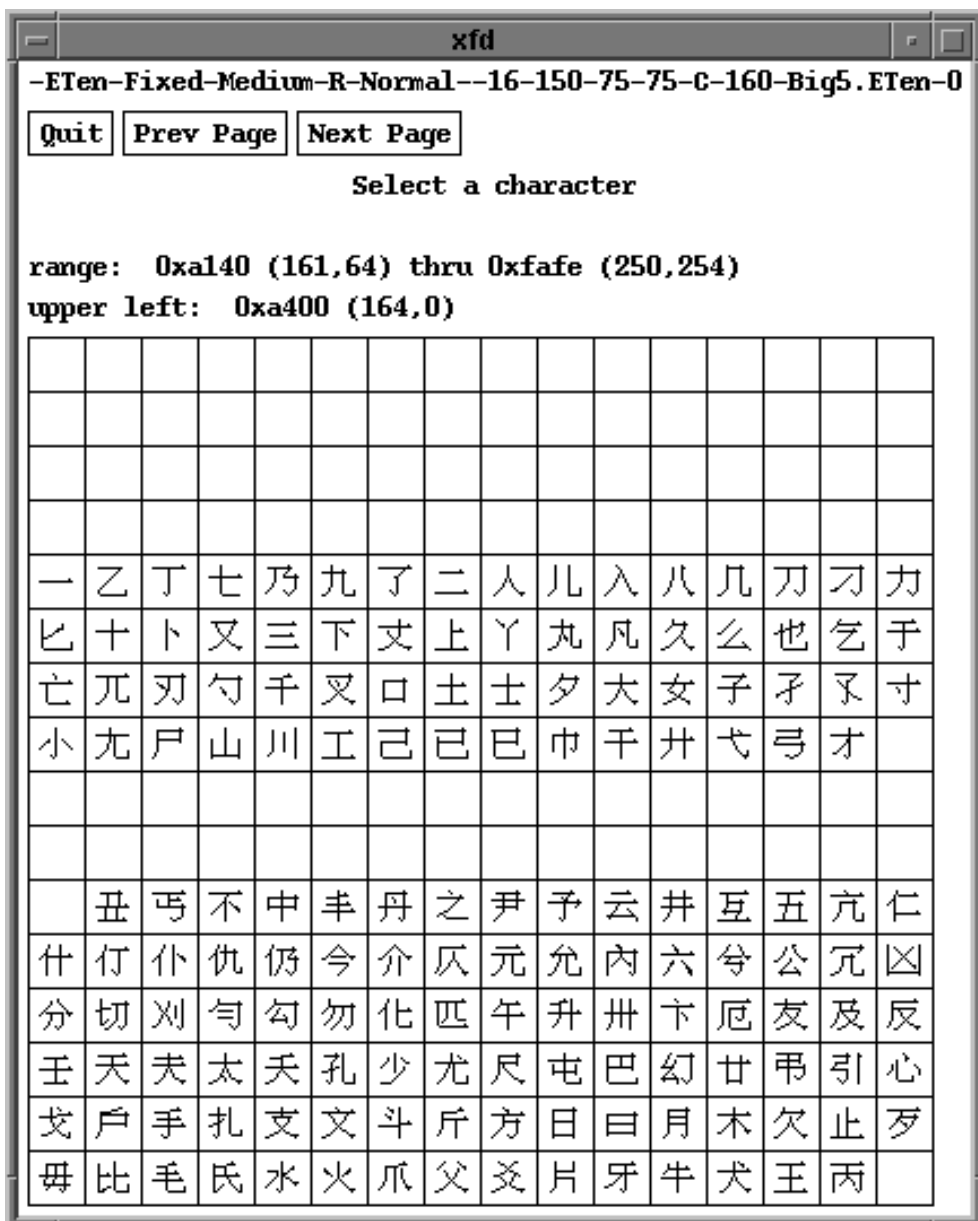 xfd
-ETen-Fixed-Medium-R-Normal--16-150-75-75-C-160-Big5.ETen-0
Quit Prev Page Next Page
Select a character
range: 0xa140 (161,64) thru 0xfafe (250,254)
upper left: 0xa400 (164,0)
一 乙 丁 七 乃 九 了 二 人 儿 入 八 几 刀 刁 力
匕 十 卜 又 三 下 丈 上 丫 丸 凡 久 么 也 乞 于
亡 兀 刃 勺 千 叉 口 土 士 夕 大 女 子 孑 孓 寸
小 尢 尸 山 川 工 己 已 巳 巾 干 廾 弋 弓 才
丑 丐 不 中 丰 丹 之 尹 予 云 井 互 五 亢 仁
什 仃 仆 仇 仍 今 介 仄 元 允 內 六 兮 公 冗 凶
分 切 刈 勻 勾 勿 化 匹 午 升 卅 卞 厄 友 及 反
壬 天 夫 太 夭 孔 少 尤 尺 屯 巴 幻 廿 弔 引 心
戈 戶 手 扎 支 文 斗 斤 方 日 曰 月 木 欠 止 歹
毋 比 毛 氏 水 火 爪 父 爻 片 牙 牛 犬 王 丙